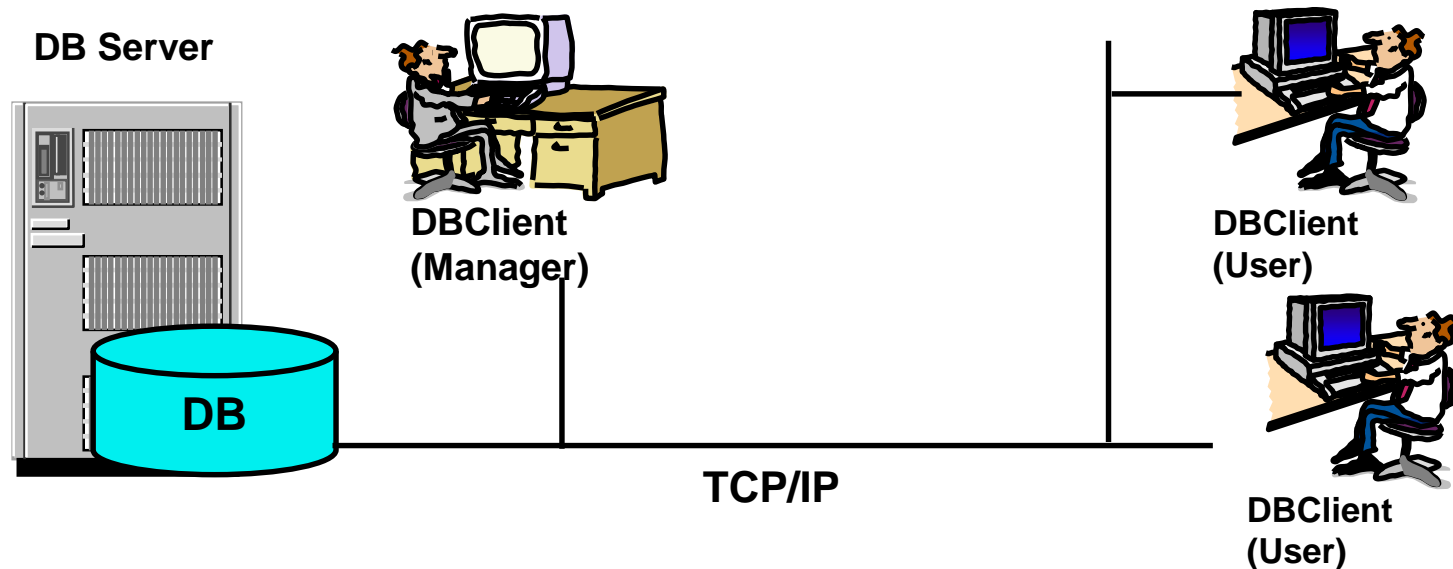 DB Server
DBClient
(Manager)
DBClient
(User)
DB
TCP/IP
DBClient
(User)